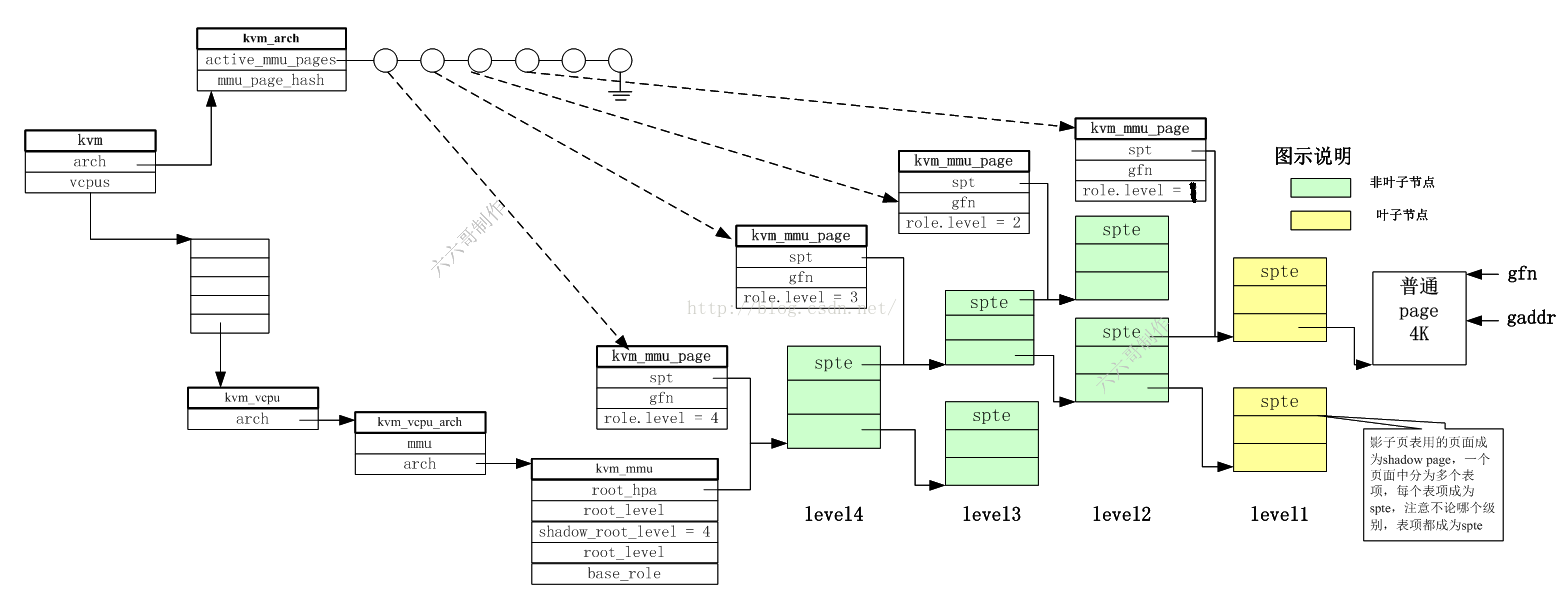 kvm_arch
active_mmu_pages
mmu_page_hash
kvm
arch
vcpus
kvm_vcpu
arch
kvm_vcpu_arch
mmu
arch
kvm_mmu
root_hpa
root_level
shadow_root_level = 4
root_level
base_role
kvm_mmu_page
spt
gfn
role.level = 4
kvm_mmu_page
spt
gfn
role.level = 3
kvm_mmu_page
spt
gfn
role.level = 2
kvm_mmu_page
spt
gfn
role.level = 1
spte
spte
spte
spte
spte
spte
spte
level4
level3
level2
level1
图示说明
非叶子节点
叶子节点
普通
page
4K
gfn
gaddr
影子页表用的页面成
为shadow page，一个
页面中分为多个表
项，每个表项成为
spte，注意不论哪个级
别，表项都成为spte
六六哥制作
http://blog.csdn.net/
六六哥制作